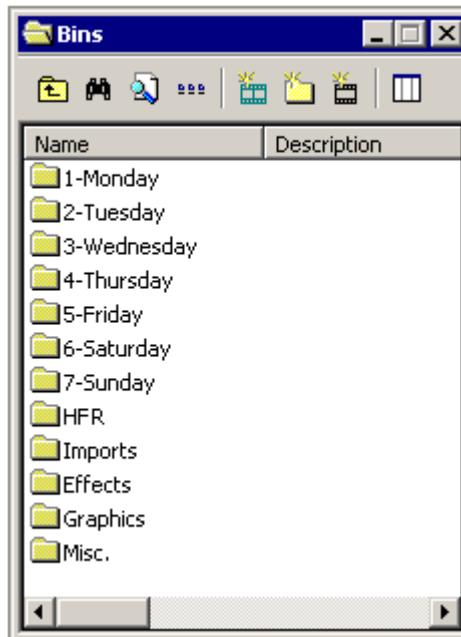 Bins
Name Description
1-Monday
2-Tuesday
3-Wednesday
4-Thursday
5-Friday
6-Saturday
7-Sunday
HFR
Imports
Effects
Graphics
Misc.